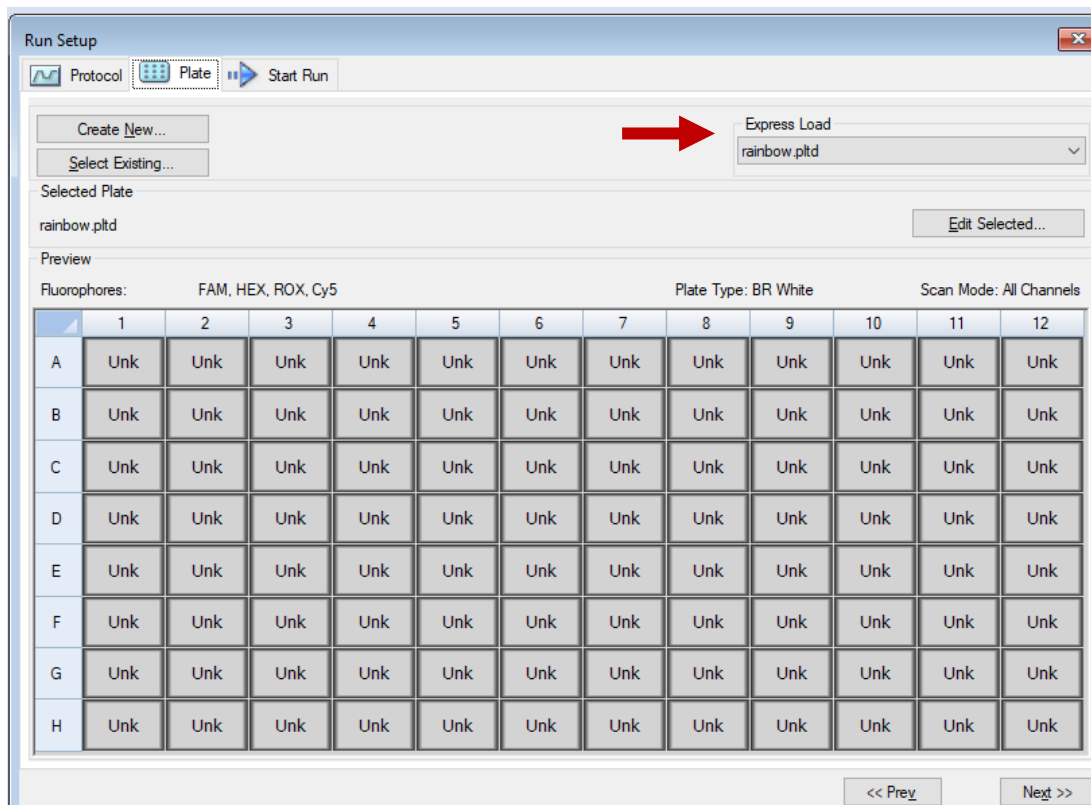 Run Setup
Protocol Plate Start Run
Create New... Express Load
rainbow.pltd
Select Existing...
Selected Plate
rainbow.pltd Edit Selected...
Preview
Fluorophores: FAM, HEX, ROX, Cy5 Plate Type: BR White Scan Mode: All Channels
1 2 3 4 5 6 7 8 9 10 11 12
A Unk Unk Unk Unk Unk Unk Unk Unk Unk Unk Unk Unk
B Unk Unk Unk Unk Unk Unk Unk Unk Unk Unk Unk Unk
C Unk Unk Unk Unk Unk Unk Unk Unk Unk Unk Unk Unk
D Unk Unk Unk Unk Unk Unk Unk Unk Unk Unk Unk Unk
E Unk Unk Unk Unk Unk Unk Unk Unk Unk Unk Unk Unk
F Unk Unk Unk Unk Unk Unk Unk Unk Unk Unk Unk Unk
G Unk Unk Unk Unk Unk Unk Unk Unk Unk Unk Unk Unk
H Unk Unk Unk Unk Unk Unk Unk Unk Unk Unk Unk Unk
<< Prev Next >>